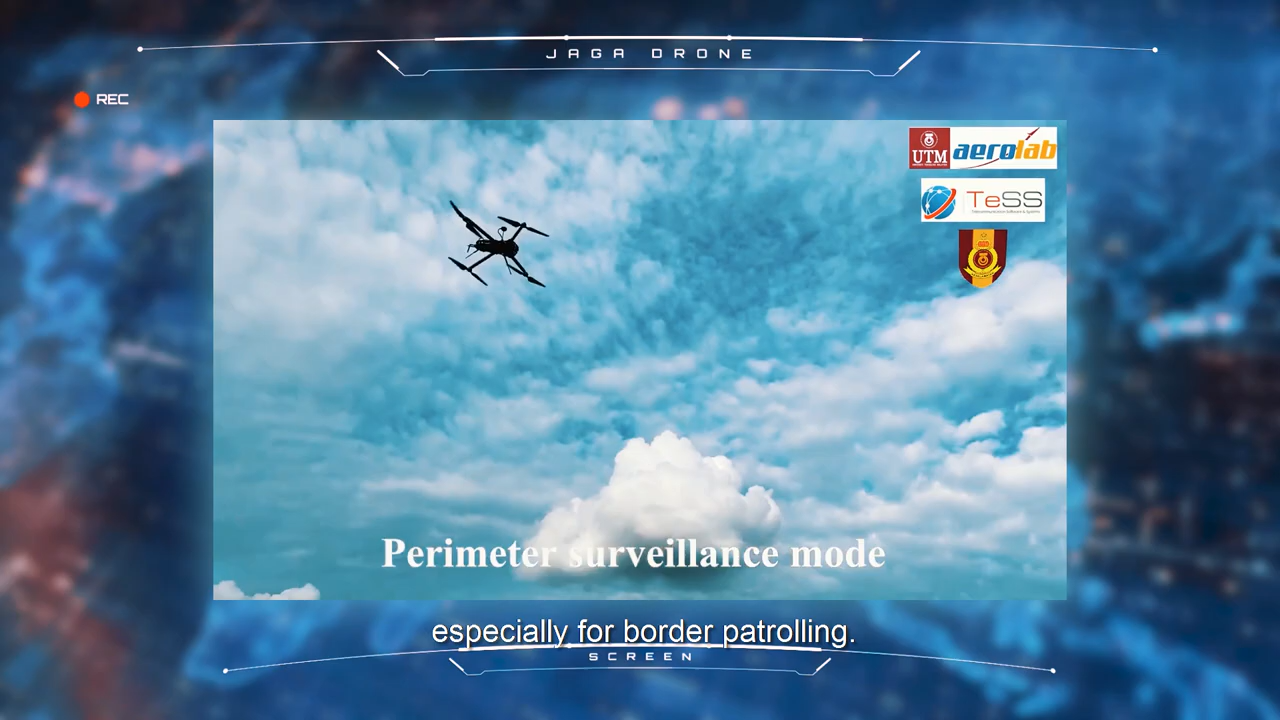 JAGA DRONE
REC
UTM
aerolab
TeSS
Perimeter surveillance mode
especially for border patrolling.
SCREEN